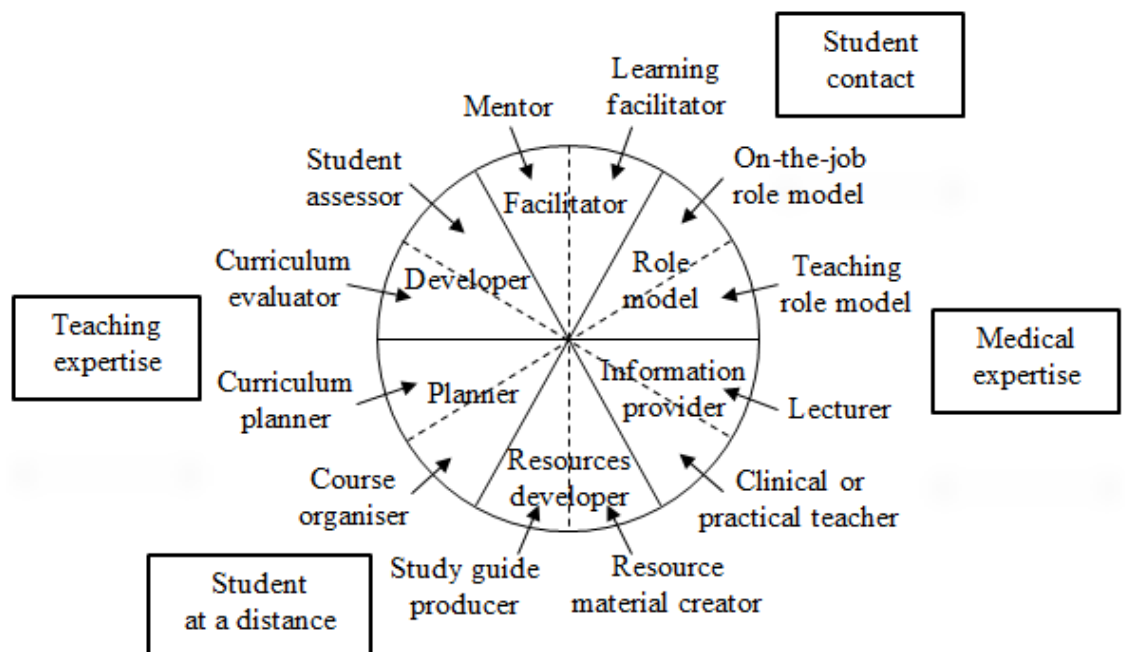 Student
contact
Learning
facilitator
Mentor
On-the-job
role model
Student
assessor
Facilitator
Role
model
Developer
Curriculum
evaluator
Teaching
role model
Teaching
expertise
Medical
expertise
Curriculum
planner
Planner
Information
provider
Lecturer
Resources
developer
Course
organiser
Clinical or
practical teacher
Study guide
producer
Resource
material creator
Student
at a distance